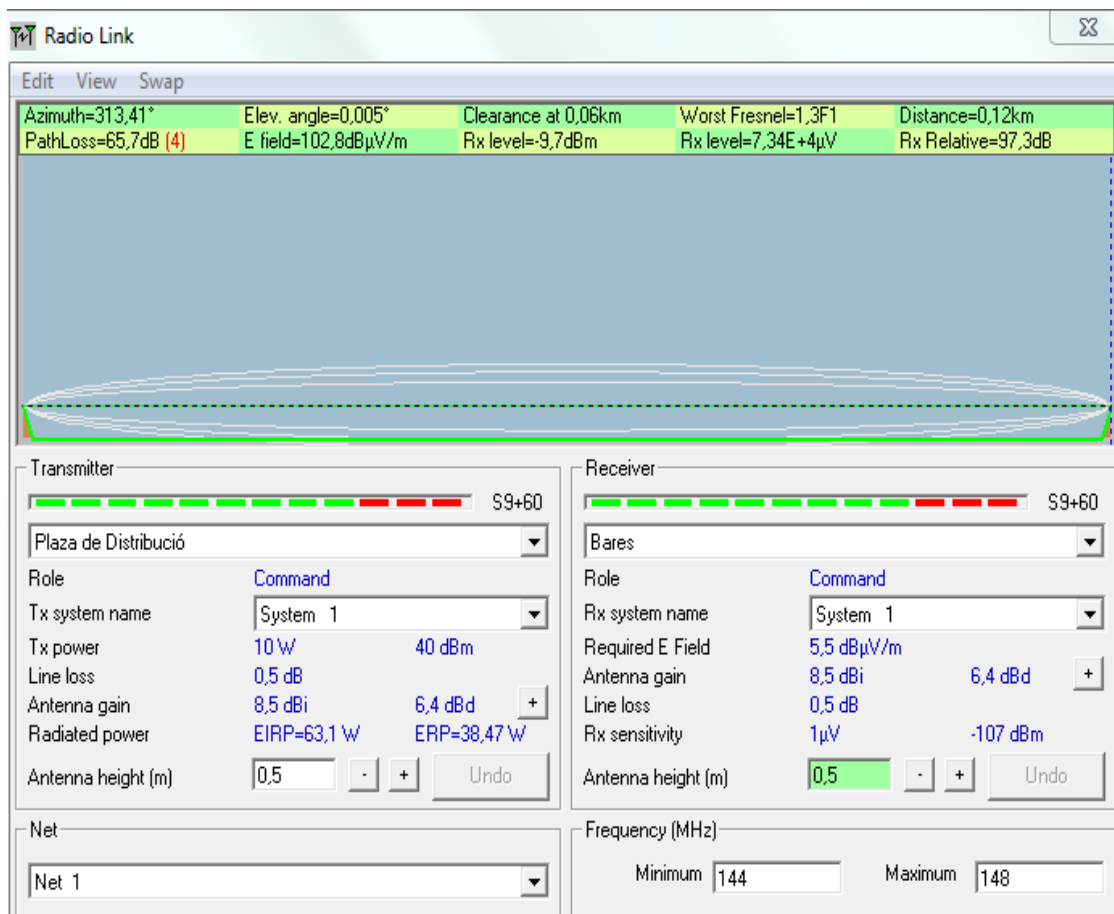 Radio Link
Edit View Swap
Azimuth=313,41° Elev. angle=0,005° Clearance at 0,06km Worst Fresnel=1,3F1 Distance=0,12km
PathLoss=65,7dB (4) E field=102,8dBµV/m Rx level=-9,7dBm Rx level=7,34E+4µV Rx Relative=97,3dB
Transmitter
S9+60
Plaza de Distribució
Role Command
Tx system name System 1
Tx power 10 W 40 dBm
Line loss 0,5 dB
Antenna gain 8,5 dBi 6,4 dBd +
Radiated power EIRP=63,1 W ERP=38,47 W
Antenna height (m) 0,5 - + Undo
Receiver
S9+60
Bares
Role Command
Rx system name System 1
Required E Field 5,5 dBµV/m
Antenna gain 8,5 dBi 6,4 dBd +
Line loss 0,5 dB
Rx sensitivity 1µV -107 dBm
Antenna height (m) 0,5 - + Undo
Net
Net 1
Frequency (MHz)
Minimum 144 Maximum 148